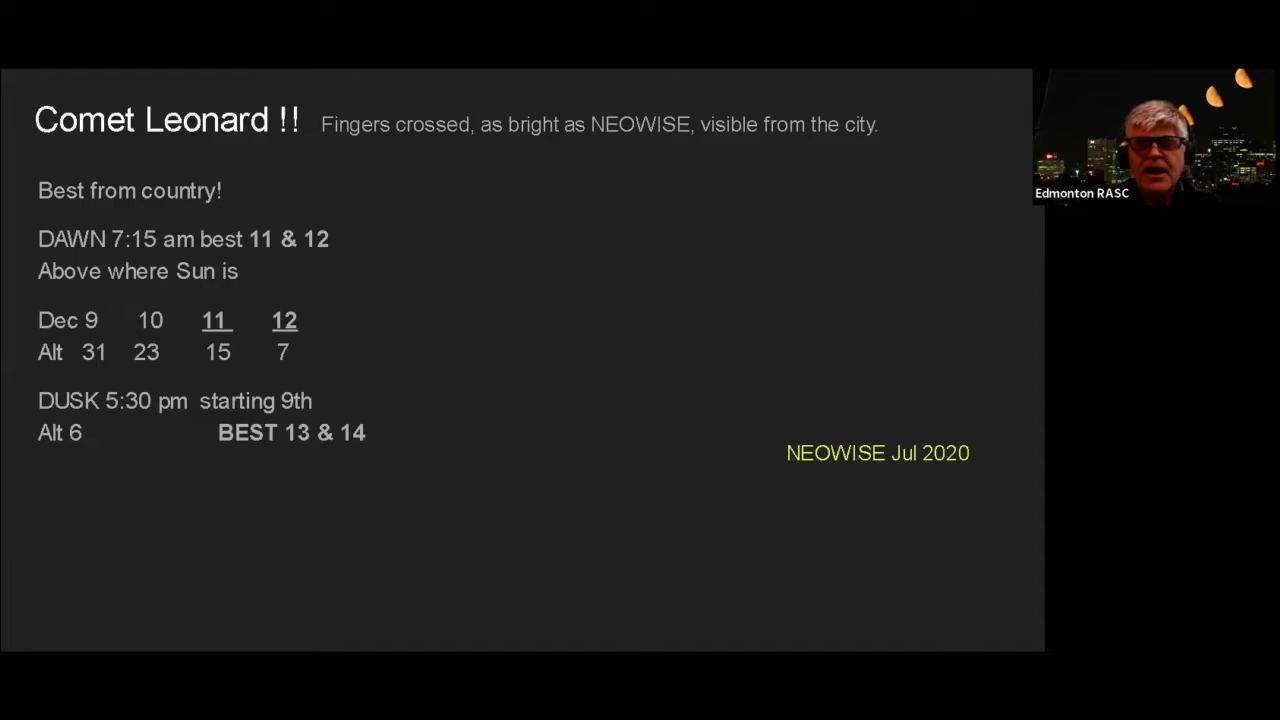 Comet Leonard !! Fingers crossed, as bright as NEOWISE, visible from the city.
Edmonton RASC
Best from country!
DAWN 7:15 am best 11 & 12
Above where Sun is
Dec 9 10 11 12
Alt 31 23 15 7
DUSK 5:30 pm starting 9th
Alt 6 BEST 13 & 14
NEOWISE Jul 2020